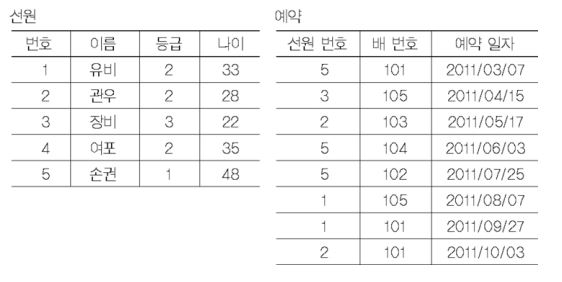 선원
번호 이름 등급 나이
1 유비 2 33
2 관우 2 28
3 장비 3 22
4 여포 2 35
5 손권 1 48
예약
선원 번호 배 번호 예약 일자
5 101 2011/03/07
3 105 2011/04/15
2 103 2011/05/17
5 104 2011/06/03
5 102 2011/07/25
1 105 2011/08/07
1 101 2011/09/27
2 101 2011/10/03